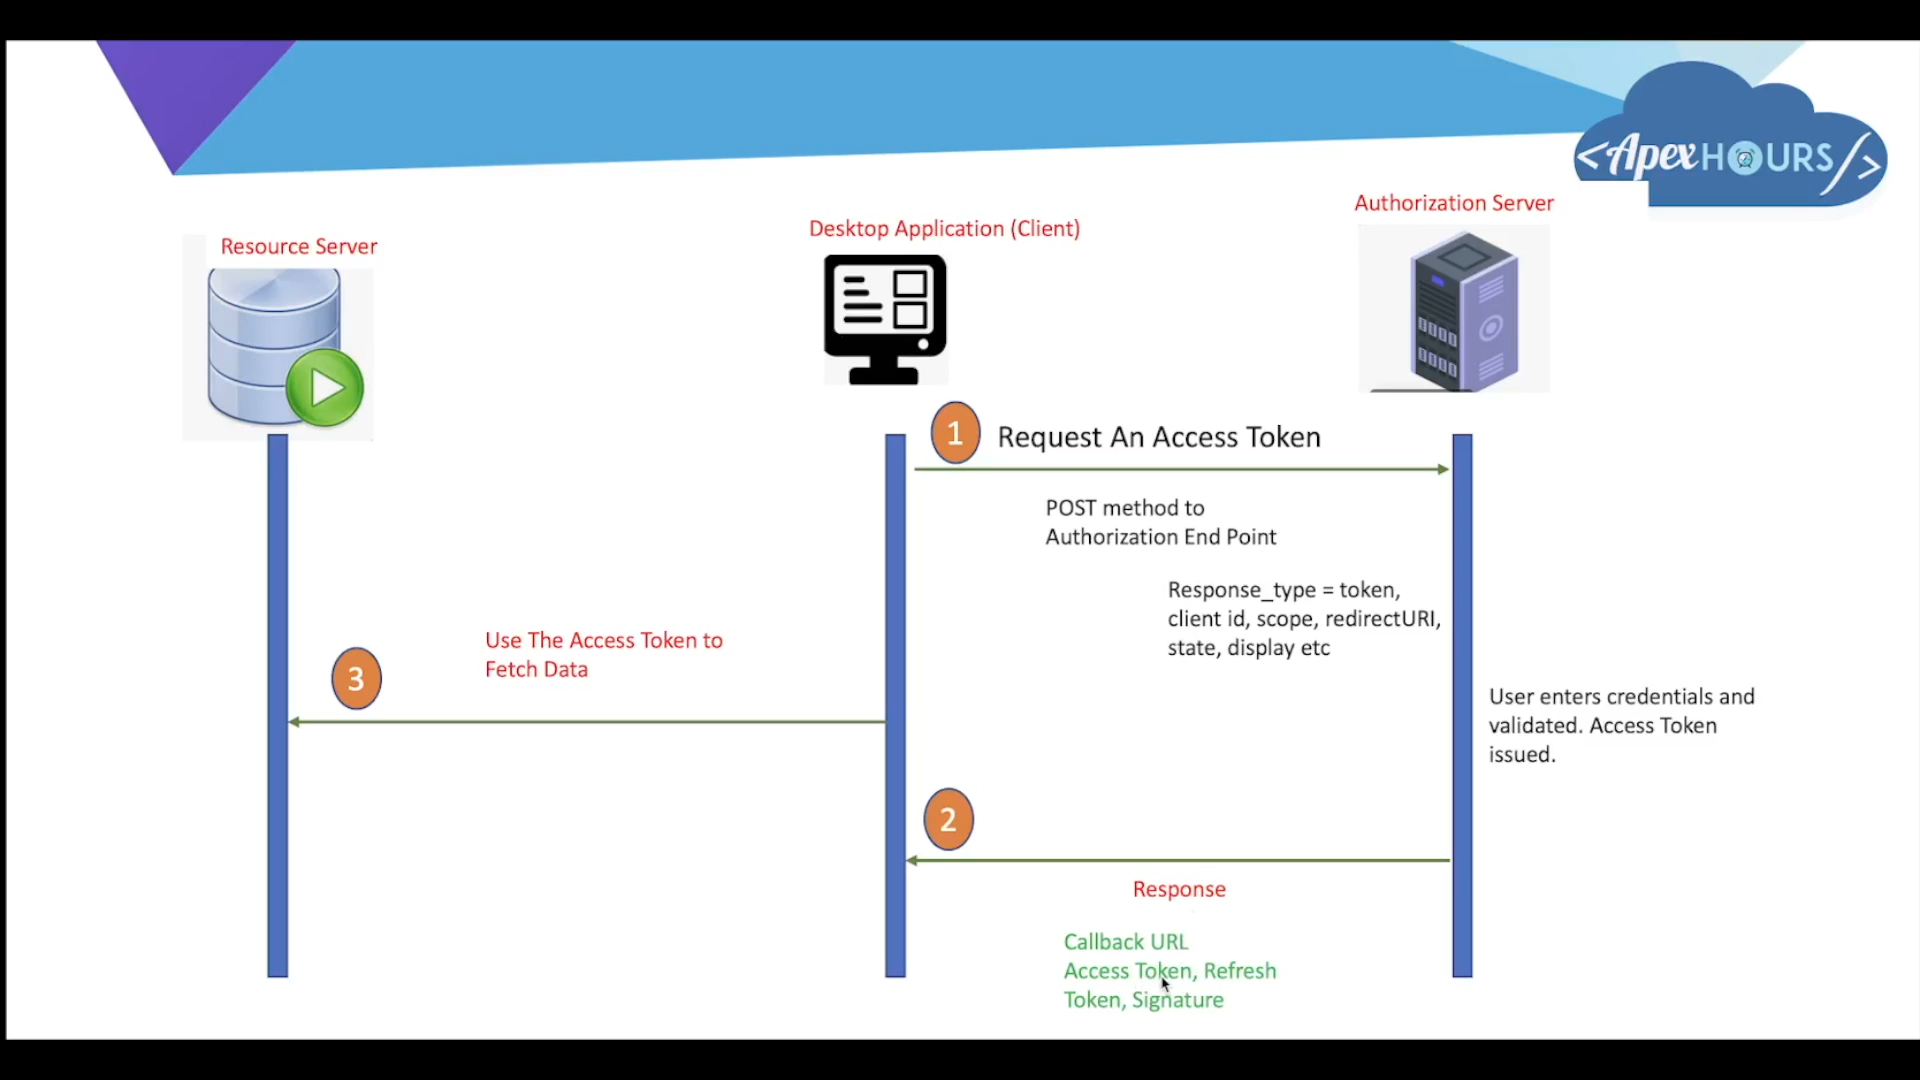 <ApexHOURS/>
Authorization Server
Desktop Application (Client)
Resource Server
1
Request An Access Token
POST method to
Authorization End Point
Response_type = token,
client id, scope, redirectURI,
state, display etc
Use The Access Token to
Fetch Data
3
User enters credentials and
validated. Access Token
issued.
2
Response
Callback URL
Access Token, Refresh
Token, Signature